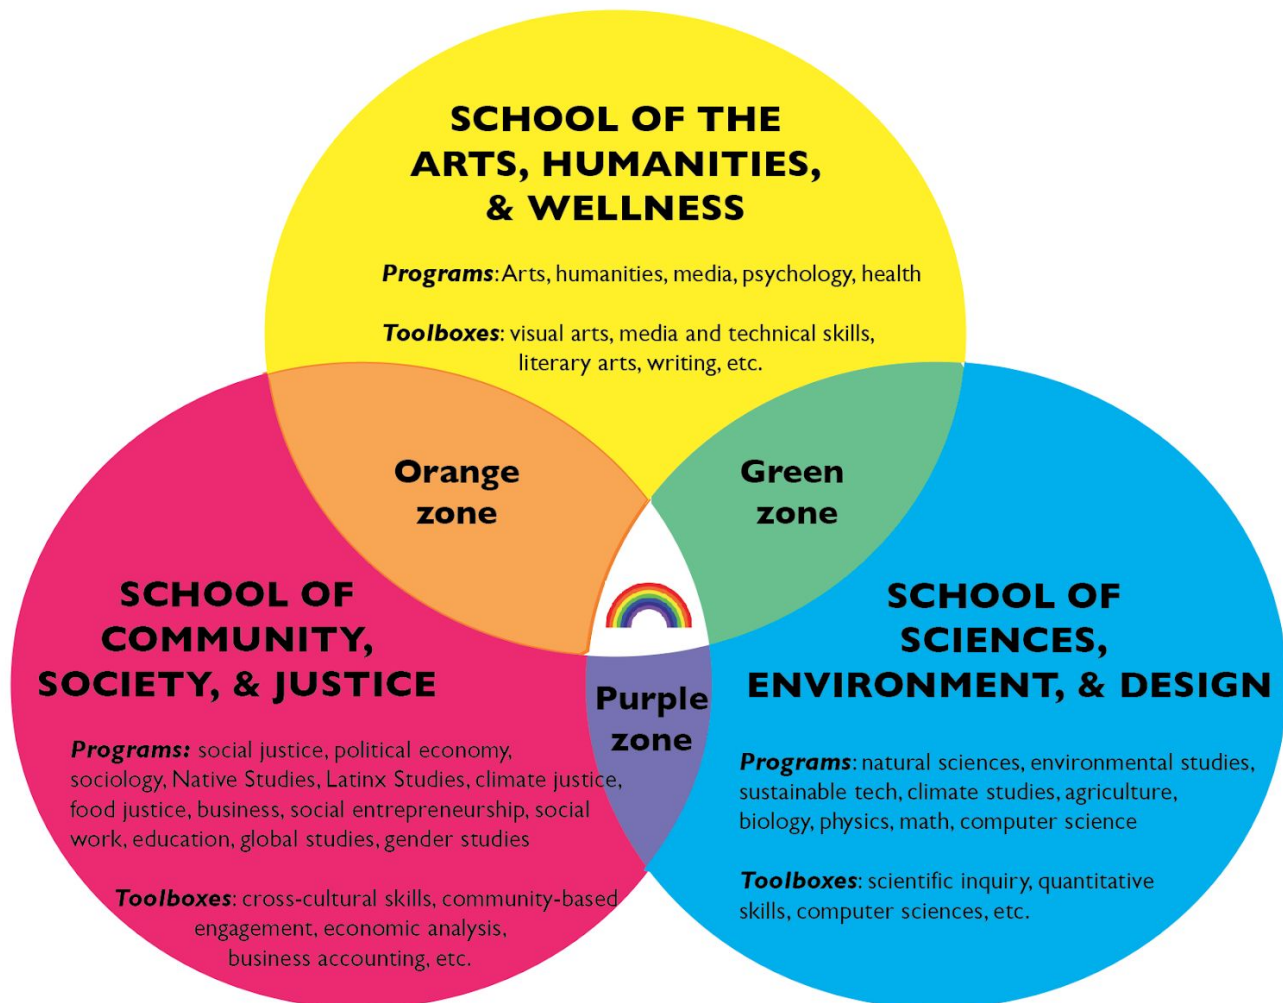 SCHOOL OF THE
ARTS, HUMANITIES,
& WELLNESS
Programs: Arts, humanities, media, psychology, health
Toolboxes: visual arts, media and technical skills,
literary arts, writing, etc.
Orange
zone
Green
zone
SCHOOL OF
COMMUNITY,
SOCIETY, & JUSTICE
Programs: social justice, political economy,
sociology, Native Studies, Latinx Studies, climate justice,
food justice, business, social entrepreneurship, social
work, education, global studies, gender studies
Toolboxes: cross-cultural skills, community-based
engagement, economic analysis,
business accounting, etc.
Purple
zone
SCHOOL OF
SCIENCES,
ENVIRONMENT, & DESIGN
Programs: natural sciences, environmental studies,
sustainable tech, climate studies, agriculture,
biology, physics, math, computer science
Toolboxes: scientific inquiry, quantitative
skills, computer sciences, etc.